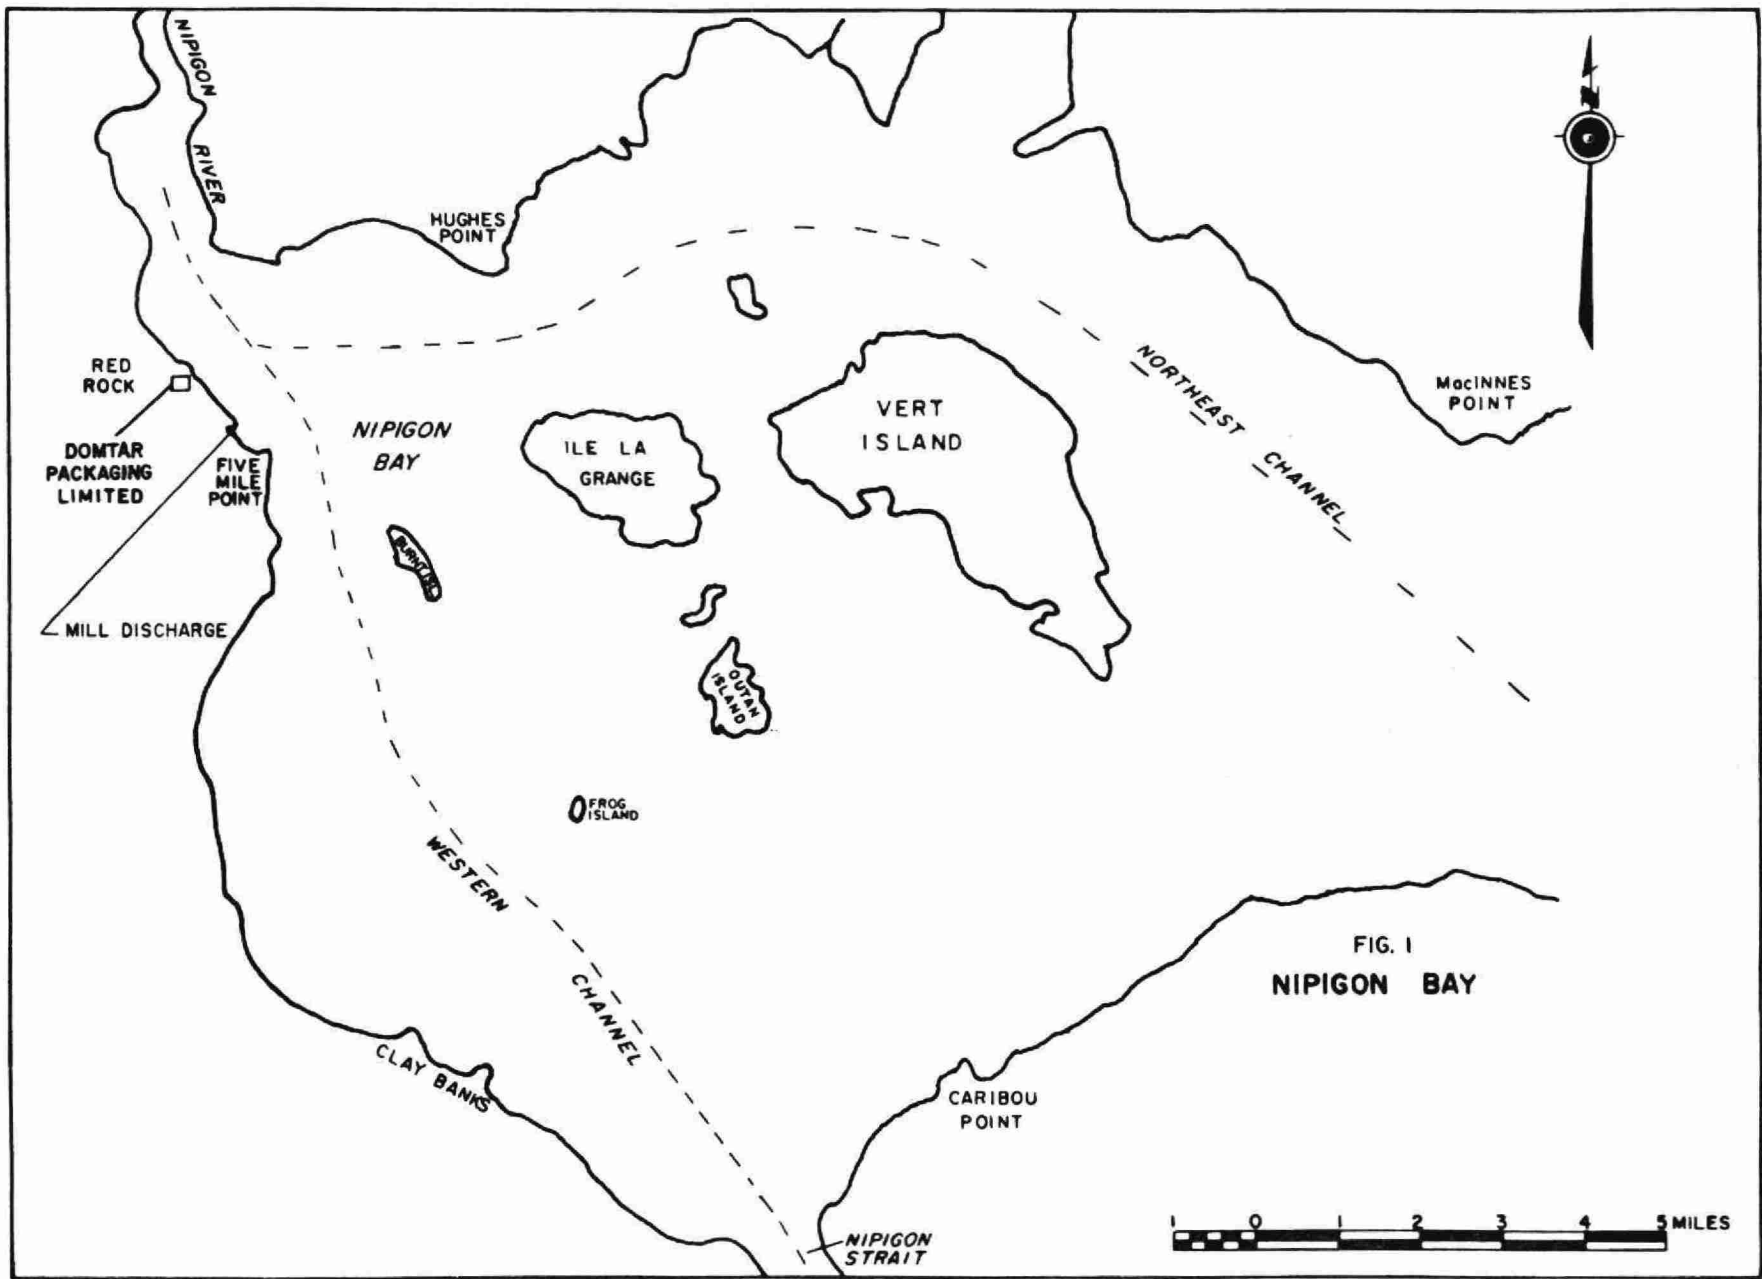 NIPIGON
RIVER
N
HUGHES
POINT
RED
ROCK
DOMTAR
PACKAGING
LIMITED
FIVE
MILE
POINT
MILL DISCHARGE
NIPIGON
BAY
ILE LA
GRANGE
VERT
ISLAND
BURNT ISL.
OUTAN
ISLAND
FROG
ISLAND
NORTHEAST
CHANNEL
MacINNES
POINT
WESTERN
CHANNEL
CLAY BANKS
CARIBOU
POINT
NIPIGON
STRAIT
FIG. 1
NIPIGON BAY
1 0 1 2 3 4 5 MILES